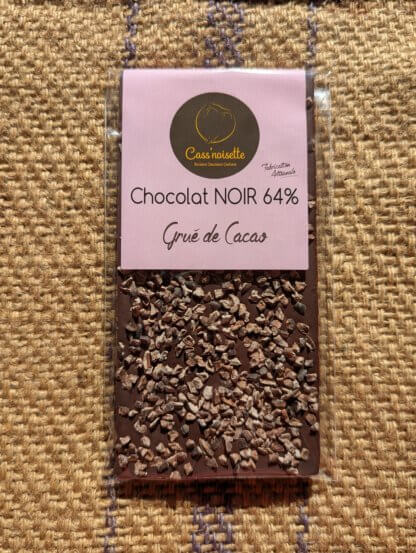 Cass'noisette
Fabrication
Artisanale
Chocolat NOIR 64%
Grué de Cacao